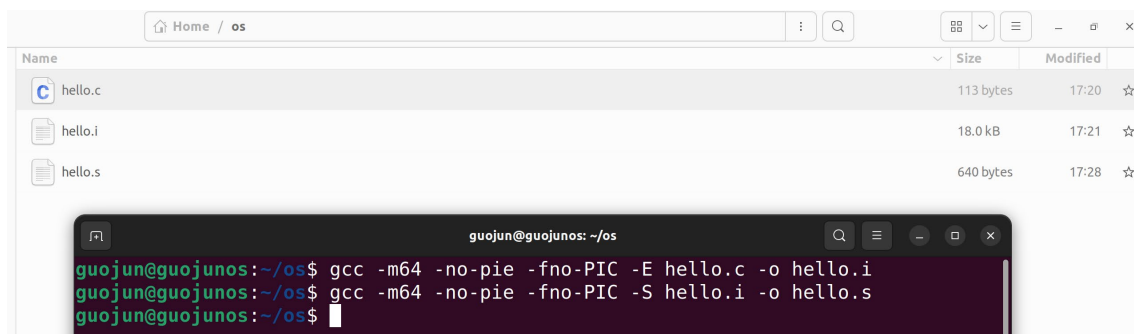 Home / os
Name Size Modified
hello.c 113 bytes 17:20
hello.i 18.0 kB 17:21
hello.s 640 bytes 17:28
guojun@guojunos: ~/os
guojun@guojunos:~/os$ gcc -m64 -no-pie -fno-PIC -E hello.c -o hello.i
guojun@guojunos:~/os$ gcc -m64 -no-pie -fno-PIC -S hello.i -o hello.s
guojun@guojunos:~/os$